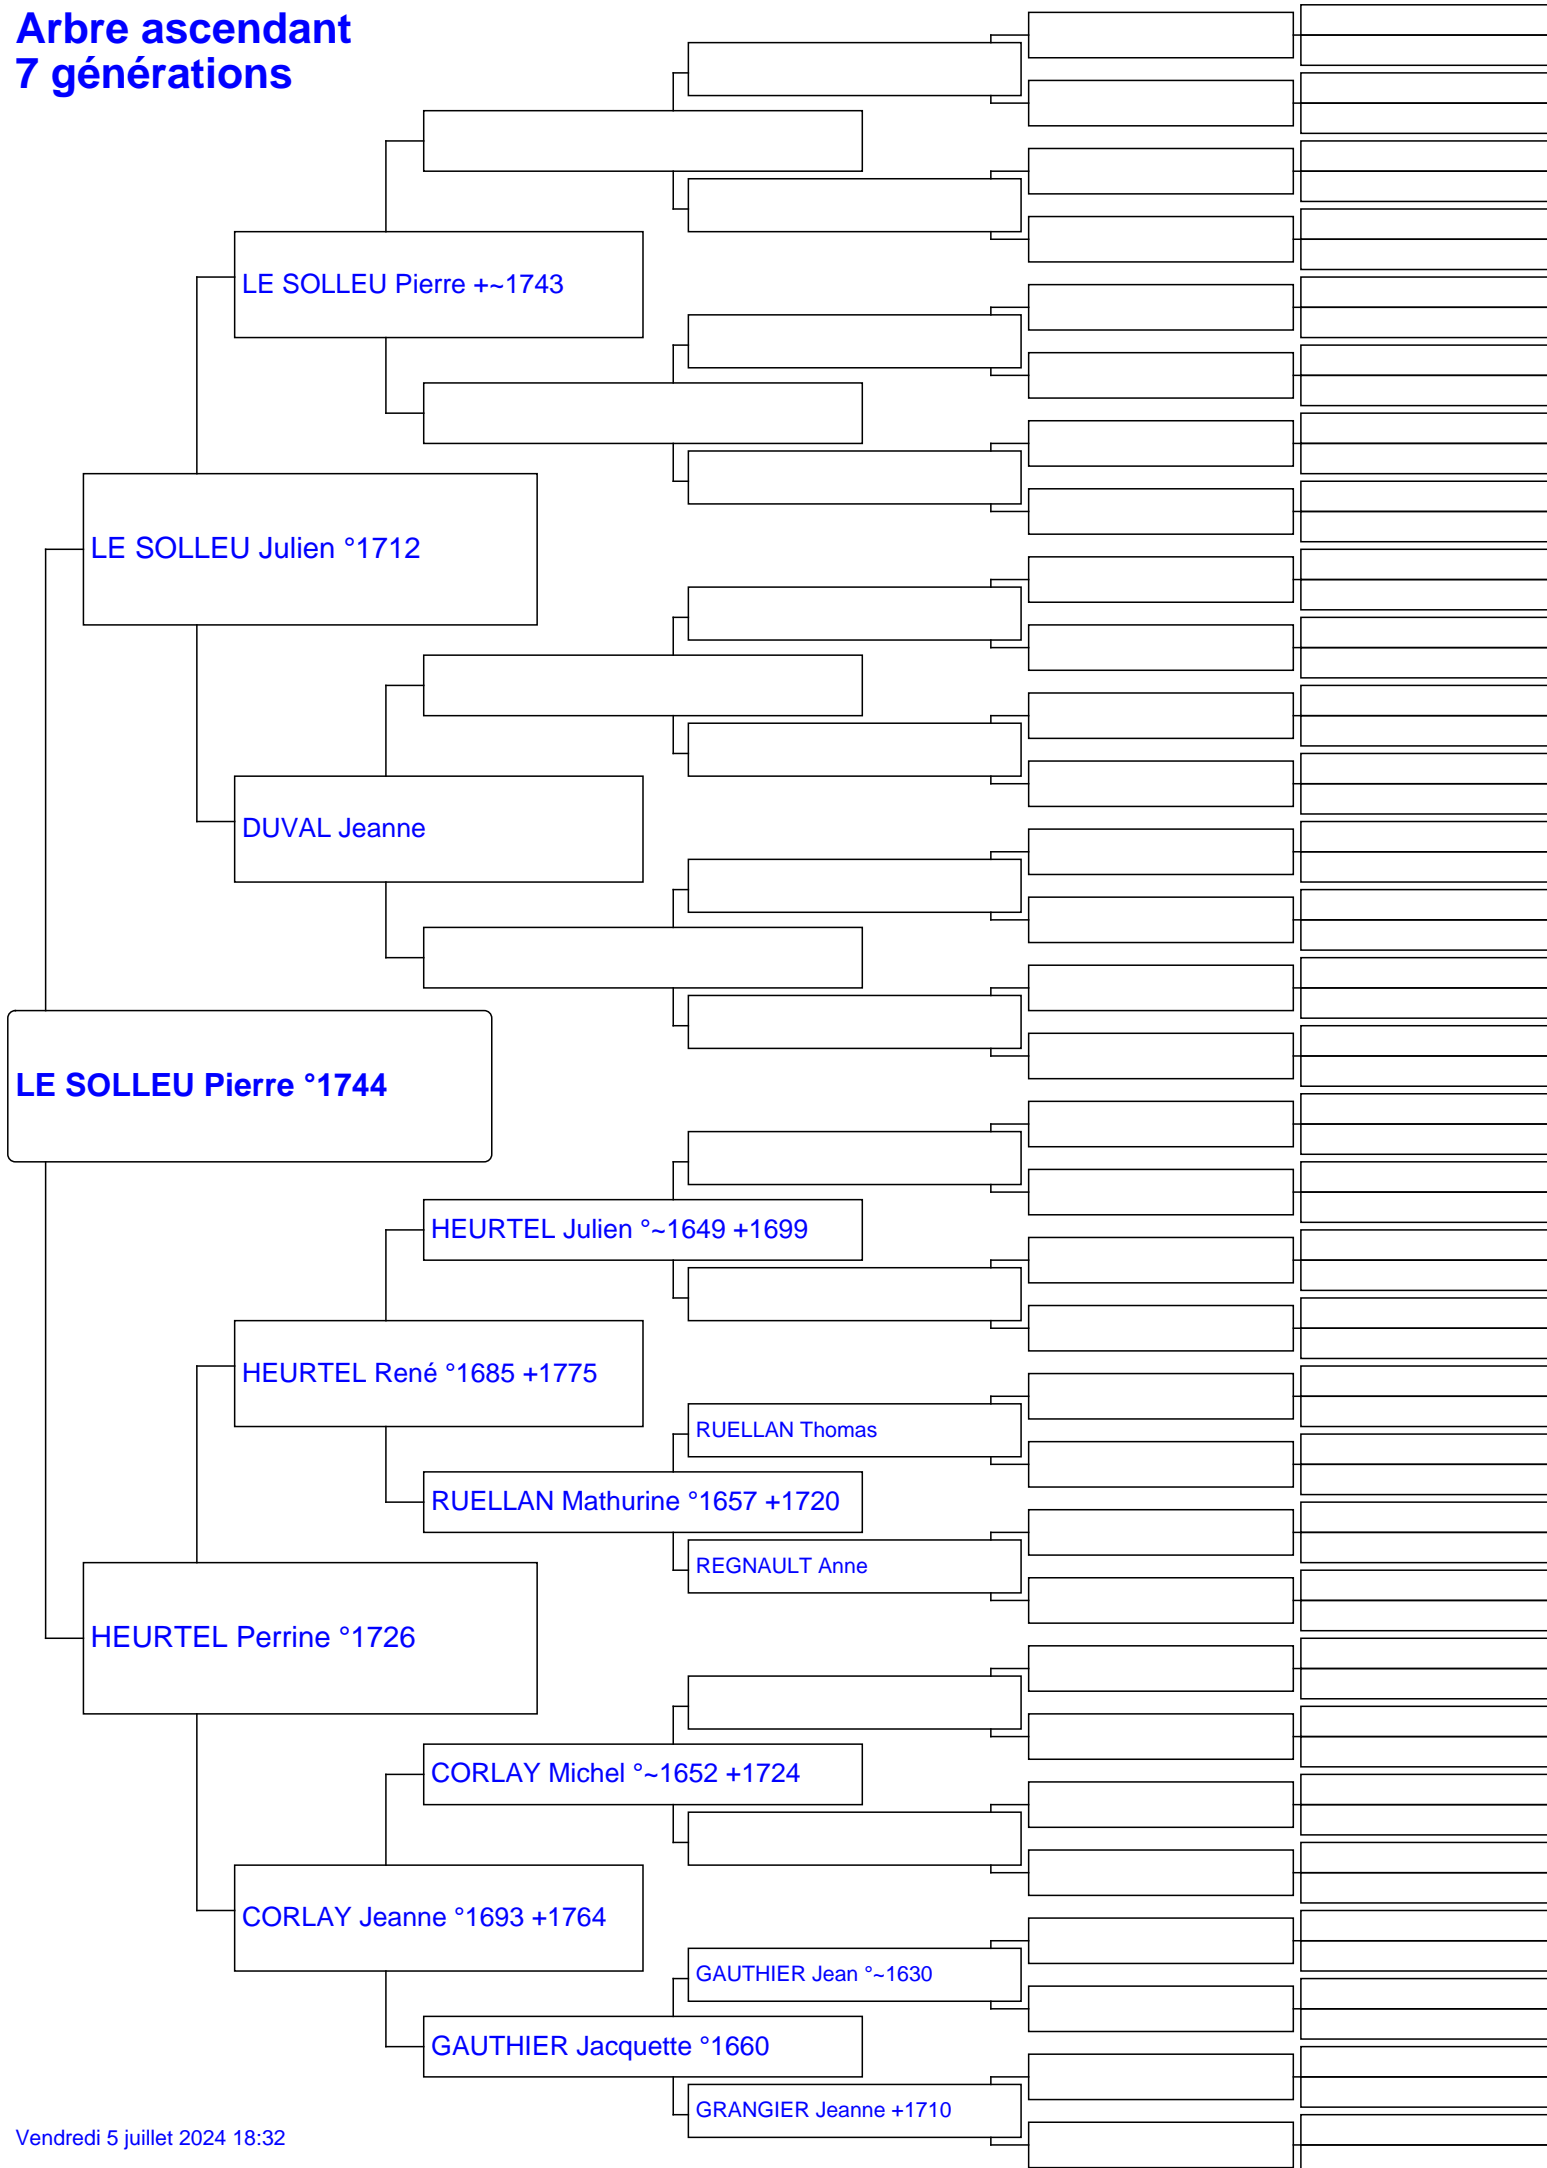 Arbre ascendant
7 générations
LE SOLLEU Pierre +~1743
LE SOLLEU Julien °1712
DUVAL Jeanne
LE SOLLEU Pierre °1744
HEURTEL Julien °~1649 +1699
HEURTEL René °1685 +1775
RUELLAN Thomas
RUELLAN Mathurine °1657 +1720
REGNAULT Anne
HEURTEL Perrine °1726
CORLAY Michel °~1652 +1724
CORLAY Jeanne °1693 +1764
GAUTHIER Jean °~1630
GAUTHIER Jacquette °1660
GRANGIER Jeanne +1710
Vendredi 5 juillet 2024 18:32